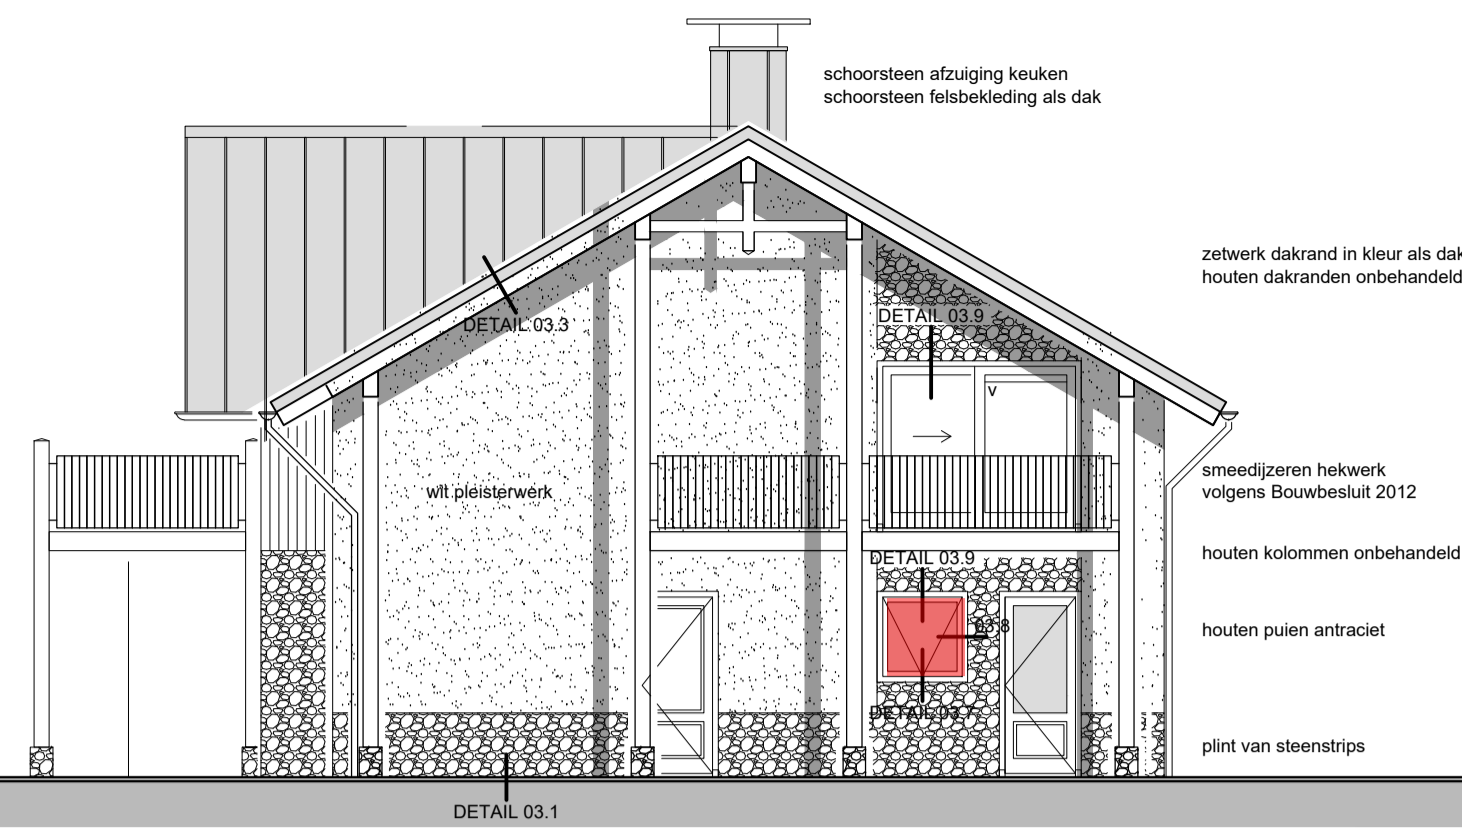 schoorsteen afzuiging keuken
schoorsteen felsbekleding als dak
zetwerk dakrand in kleur als dak
houten dakranden onbehandeld
DETAIL 03.9
DETAIL 03.3
V
smeedijzeren hekwerk
volgens Bouwbesluit 2012
wit pleisterwerk
houten kolommen onbehandeld
DETAIL 03.9
03.8
houten puien antraciet
DETAIL 03.7
plint van steenstrips
DETAIL 03.1